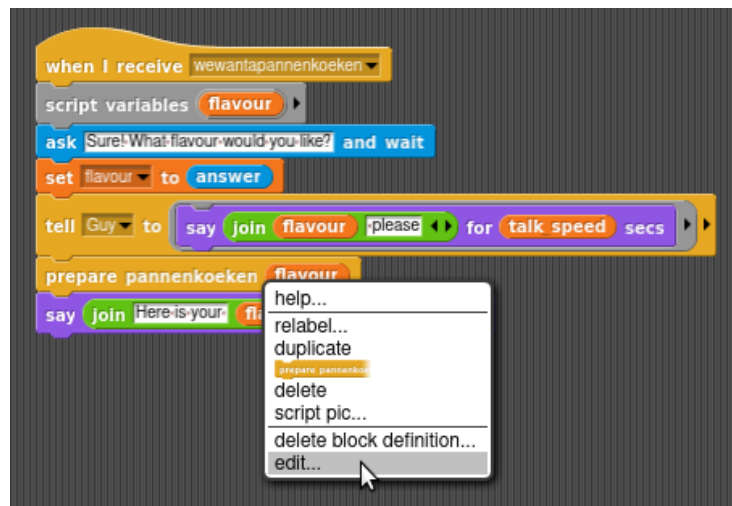 when I receive wewantapannenkoeken
script variables flavour
ask Sure! What flavour would you like? and wait
set flavour to answer
tell Guy to say join flavour please for talk speed secs
prepare pannenkoeken flavour
say join Here is your
help...
relabel...
duplicate
prepare pannenkoe
delete
script pic...
delete block definition...
edit...